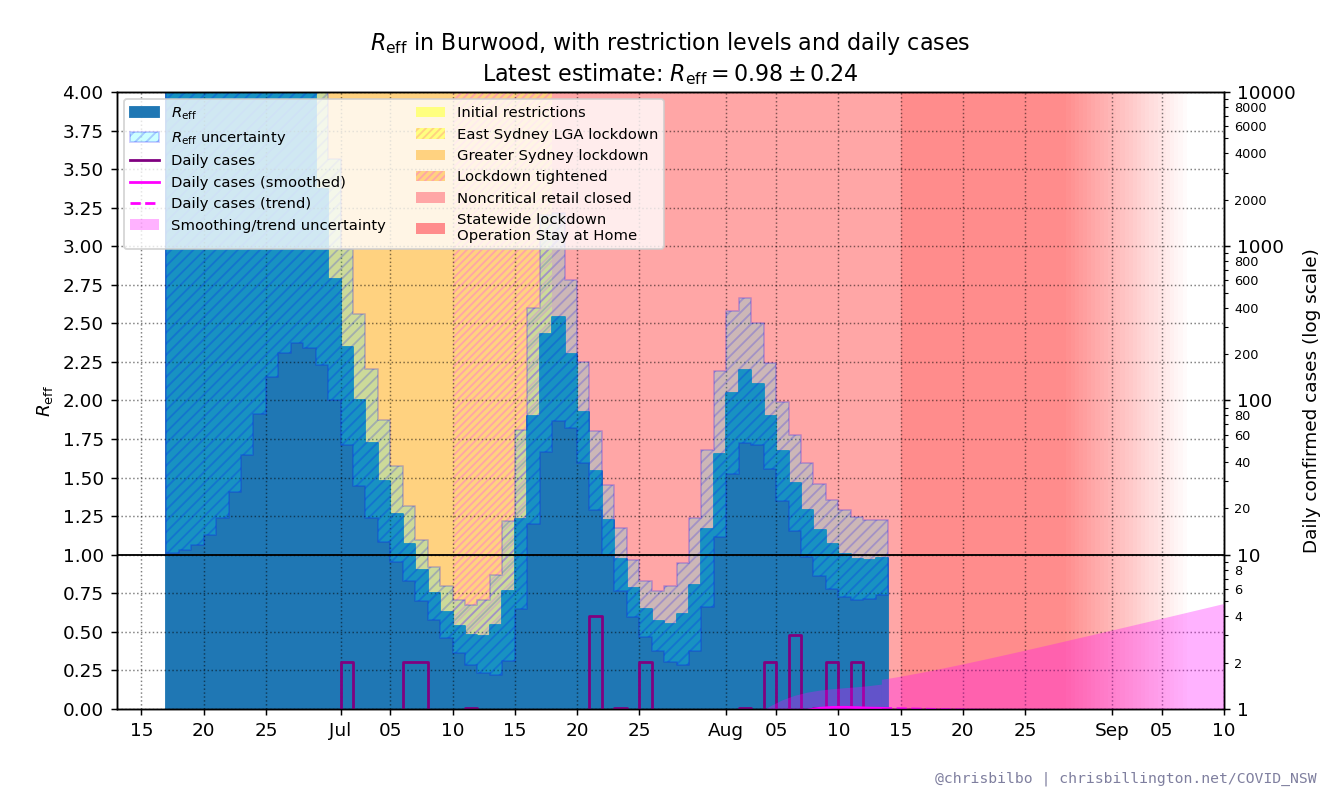 R_eff in Burwood, with restriction levels and daily cases
Latest estimate: R_eff = 0.98 ± 0.24
R_eff
R_eff uncertainty
Daily cases
Daily cases (smoothed)
Daily cases (trend)
Smoothing/trend uncertainty
Initial restrictions
East Sydney LGA lockdown
Greater Sydney lockdown
Lockdown tightened
Noncritical retail closed
Statewide lockdown
Operation Stay at Home
R_eff
4.00
3.75
3.50
3.25
3.00
2.75
2.50
2.25
2.00
1.75
1.50
1.25
1.00
0.75
0.50
0.25
0.00
10000
8000
6000
4000
2000
1000
800
600
400
200
100
80
60
40
20
10
8
6
4
2
1
Daily confirmed cases (log scale)
15 20 25 Jul 05 10 15 20 25 Aug 05 10 15 20 25 Sep 05 10
@chrisbilbo | chrisbillington.net/COVID_NSW